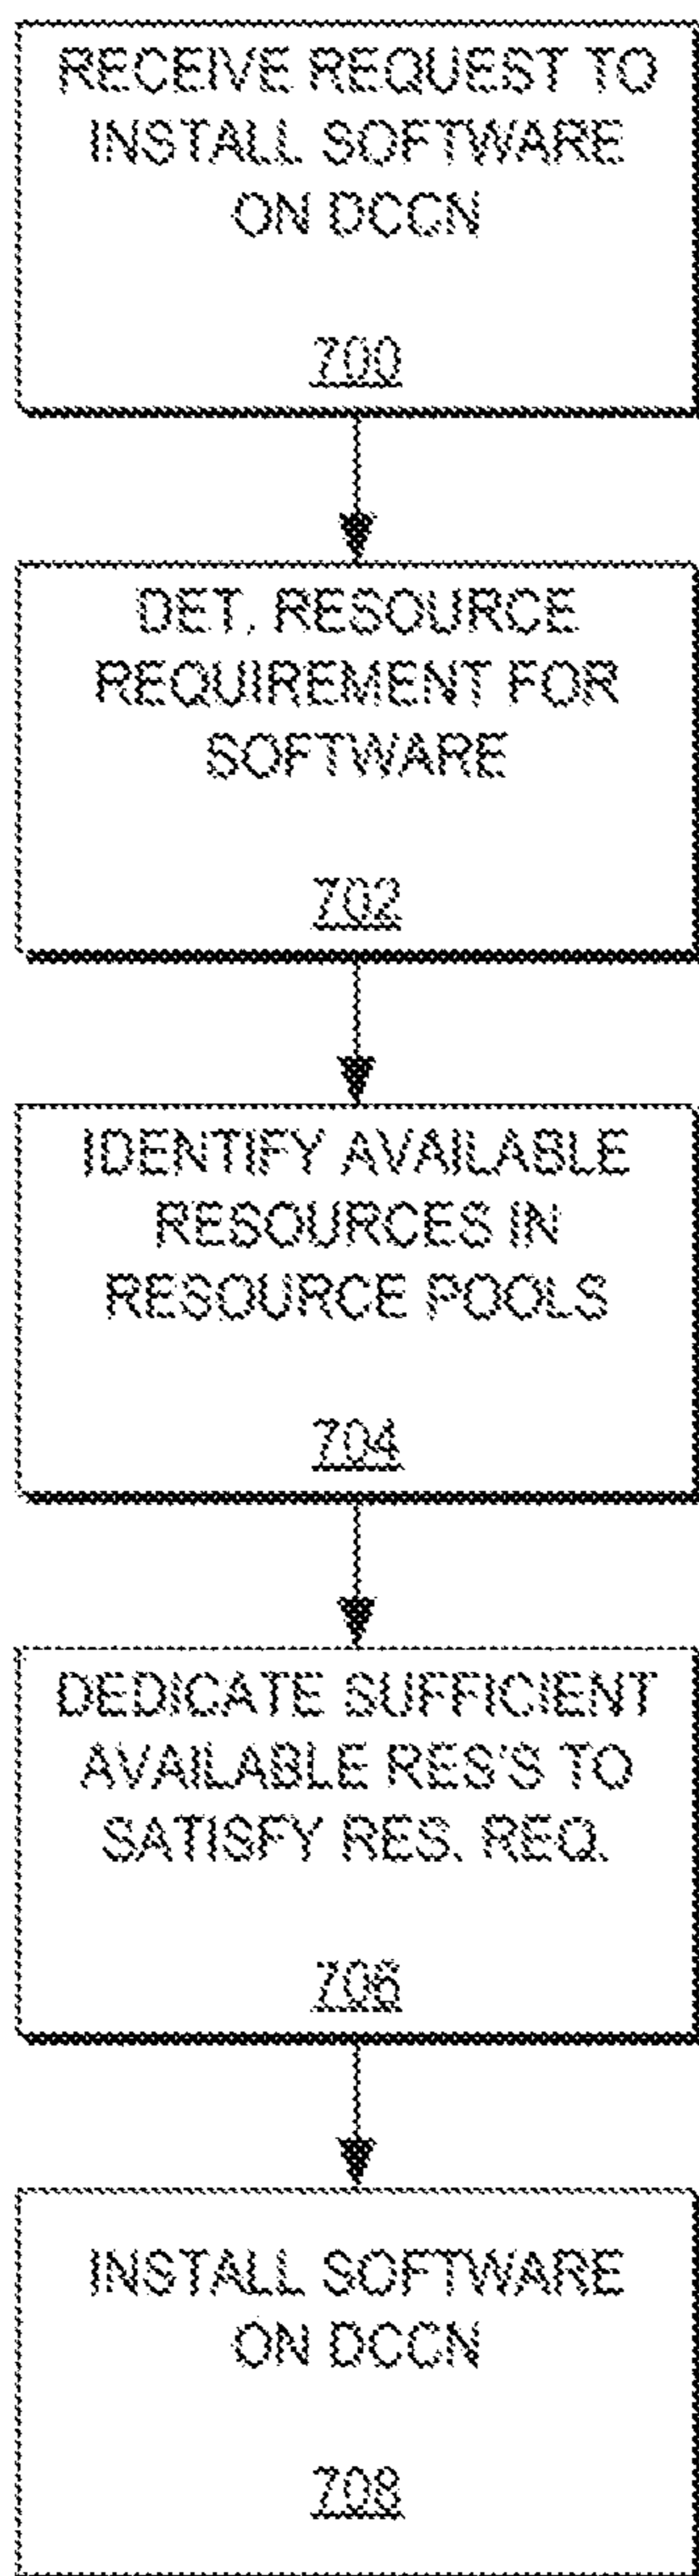 RECEIVE REQUEST TO
INSTALL SOFTWARE
ON DCCN
700
DET. RESOURCE
REQUIREMENT FOR
SOFTWARE
702
IDENTIFY AVAILABLE
RESOURCES IN
RESOURCE POOLS
704
DEDICATE SUFFICIENT
AVAILABLE RES'S TO
SATISFY RES. REQ.
706
INSTALL SOFTWARE
ON DCCN
708